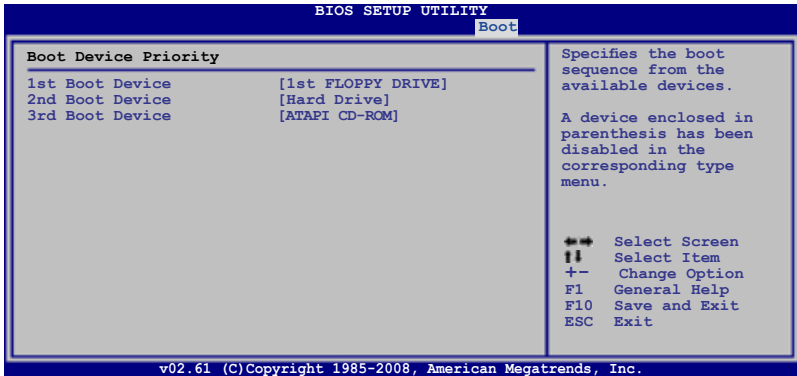 BIOS SETUP UTILITY
Boot
Boot Device Priority
1st Boot Device [1st FLOPPY DRIVE]
2nd Boot Device [Hard Drive]
3rd Boot Device [ATAPI CD-ROM]
Specifies the boot
sequence from the
available devices.
A device enclosed in
parenthesis has been
disabled in the
corresponding type
menu.
←→ Select Screen
↑↓ Select Item
+- Change Option
F1 General Help
F10 Save and Exit
ESC Exit
v02.61 (C)Copyright 1985-2008, American Megatrends, Inc.